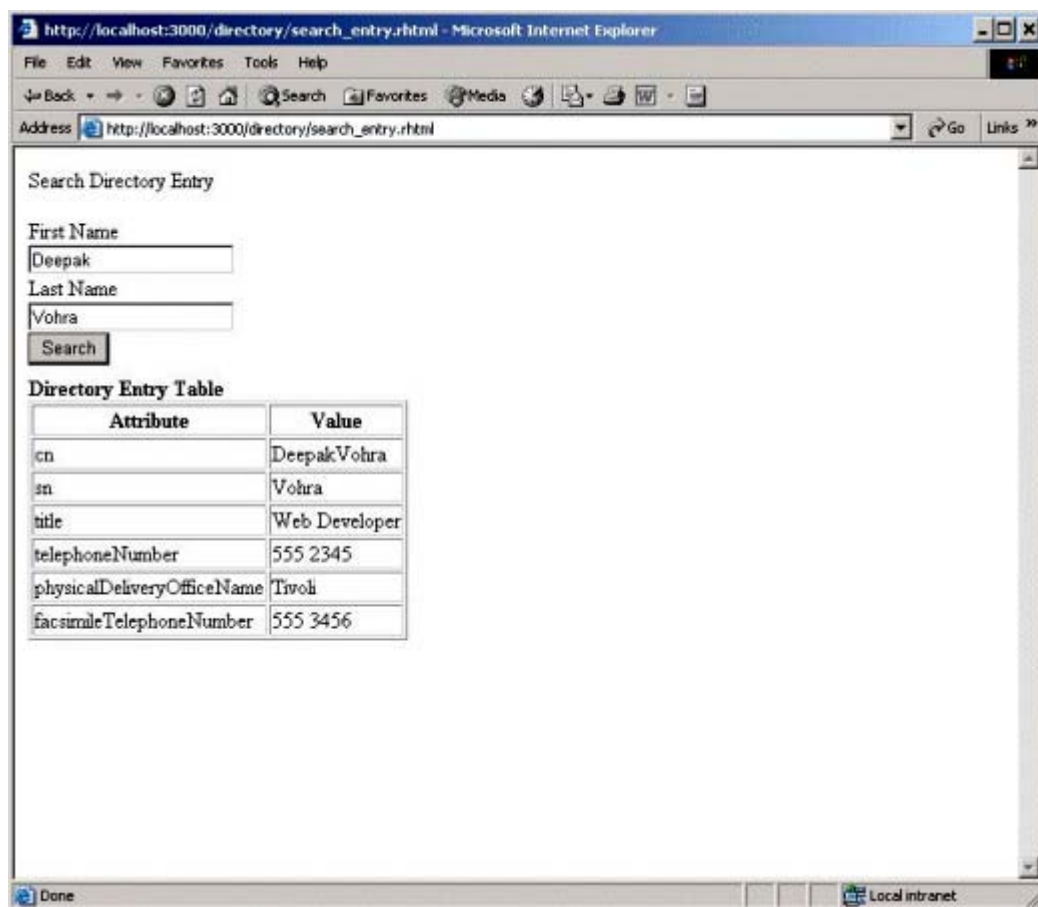 http://localhost:3000/directory/search_entry.rhtml - Microsoft Internet Explorer
File Edit View Favorites Tools Help
Back Search Favorites Media
Address http://localhost:3000/directory/search_entry.rhtml Go Links »
Search Directory Entry
First Name
Deepak
Last Name
Vohra
Search
Directory Entry Table
Attribute Value
cn DeepakVohra
sn Vohra
title Web Developer
telephoneNumber 555 2345
physicalDeliveryOfficeName Tivoli
facsimileTelephoneNumber 555 3456
Done Local intranet